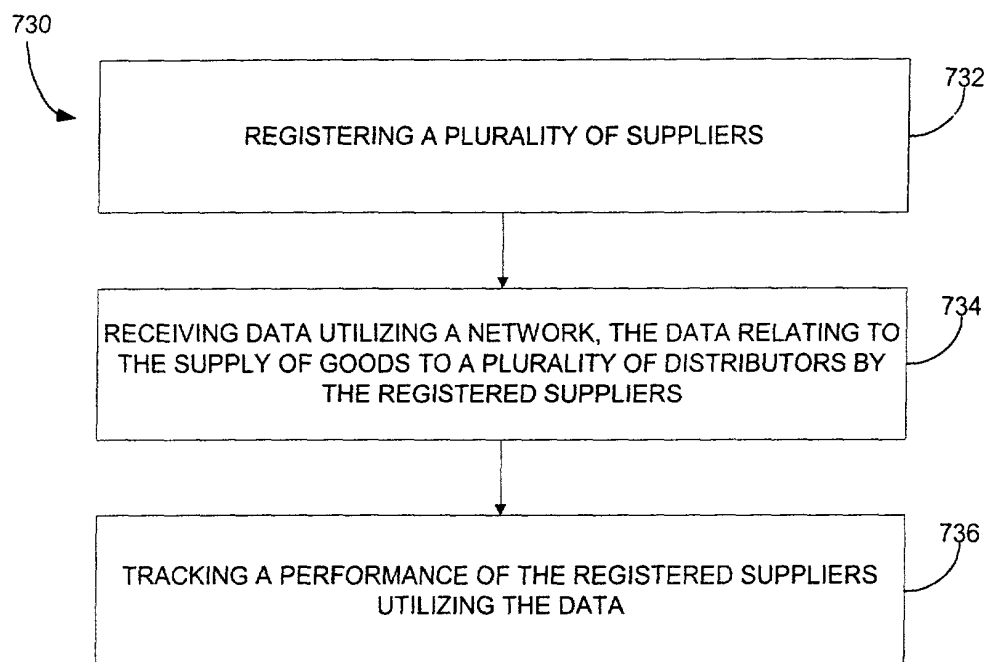 730
732
REGISTERING A PLURALITY OF SUPPLIERS
734
RECEIVING DATA UTILIZING A NETWORK, THE DATA RELATING TO
THE SUPPLY OF GOODS TO A PLURALITY OF DISTRIBUTORS BY
THE REGISTERED SUPPLIERS
736
TRACKING A PERFORMANCE OF THE REGISTERED SUPPLIERS
UTILIZING THE DATA